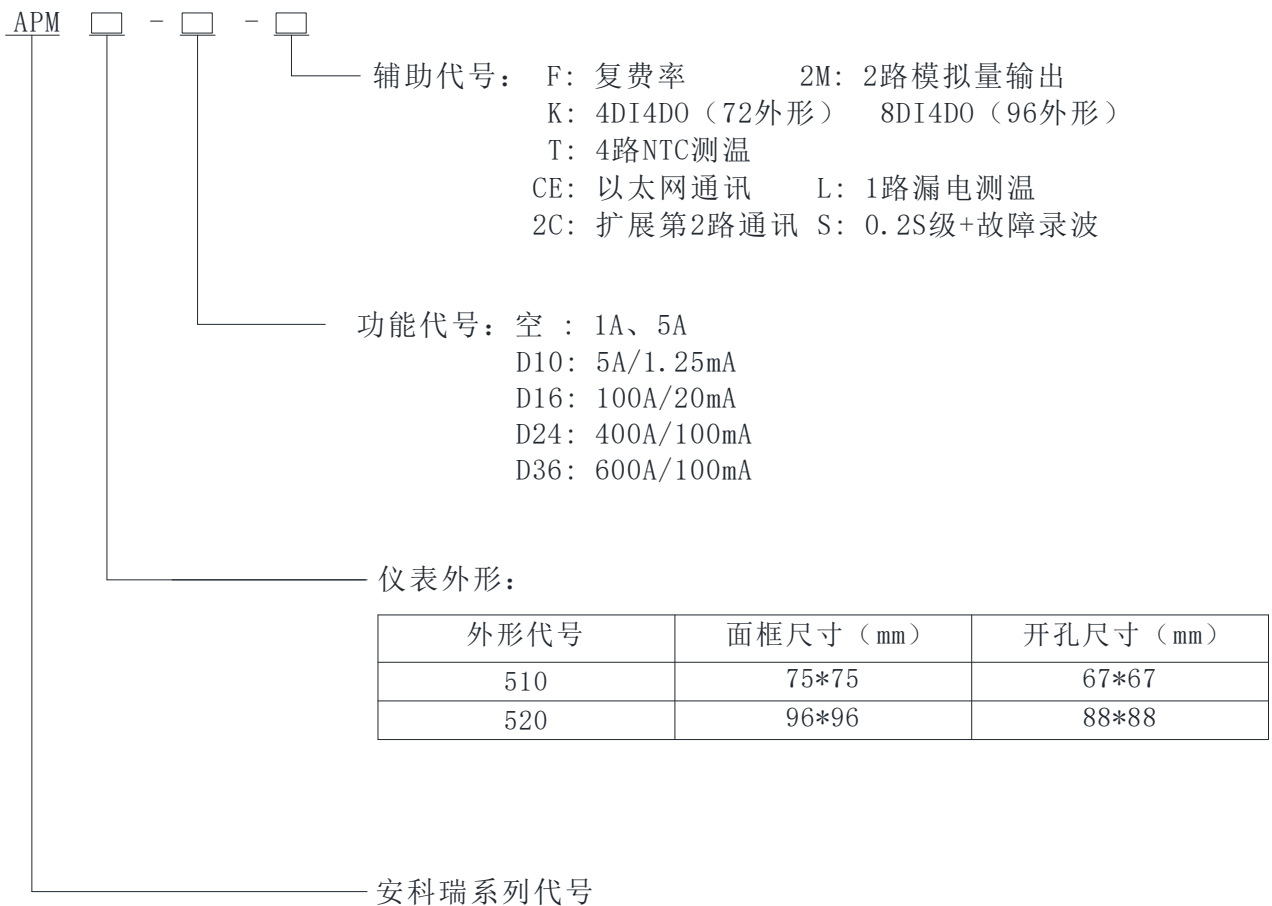 APM □ - □ - □
辅助代号： F: 复费率 2M: 2路模拟量输出
K: 4DI4DO（72外形） 8DI4DO（96外形）
T: 4路NTC测温
CE: 以太网通讯 L: 1路漏电测温
2C: 扩展第2路通讯 S: 0.2S级+故障录波
功能代号：空 : 1A、5A
D10: 5A/1.25mA
D16: 100A/20mA
D24: 400A/100mA
D36: 600A/100mA
仪表外形：
外形代号 面框尺寸（mm） 开孔尺寸（mm）
510 75*75 67*67
520 96*96 88*88
安科瑞系列代号